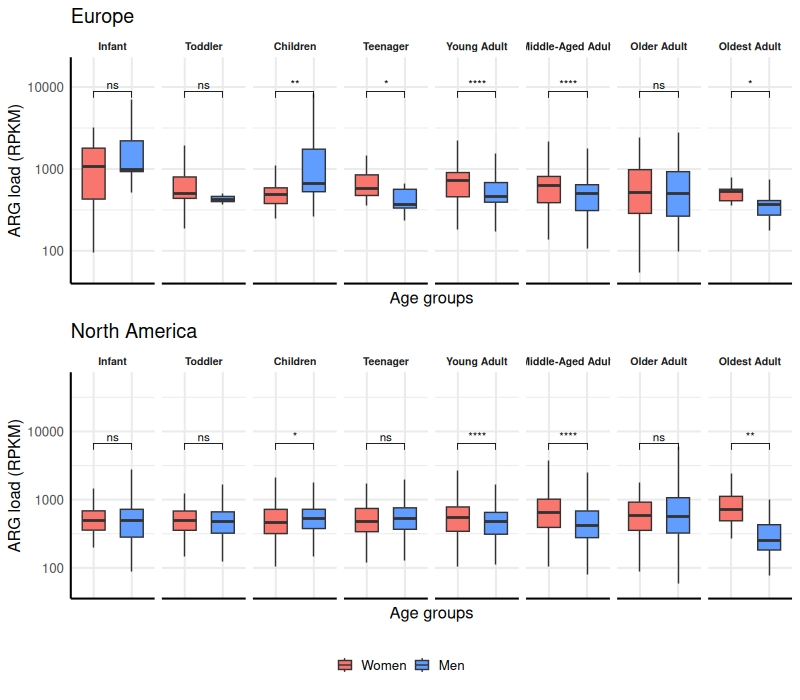 Europe
Infant Toddler Children Teenager Young Adult Middle-Aged Adul Older Adult Oldest Adult
10000
1000
100
ns ns ** * **** **** ns *
ARG load (RPKM)
Age groups
North America
Infant Toddler Children Teenager Young Adult Middle-Aged Adul Older Adult Oldest Adult
10000
1000
100
ns ns * ns **** **** ns **
ARG load (RPKM)
Age groups
Women Men